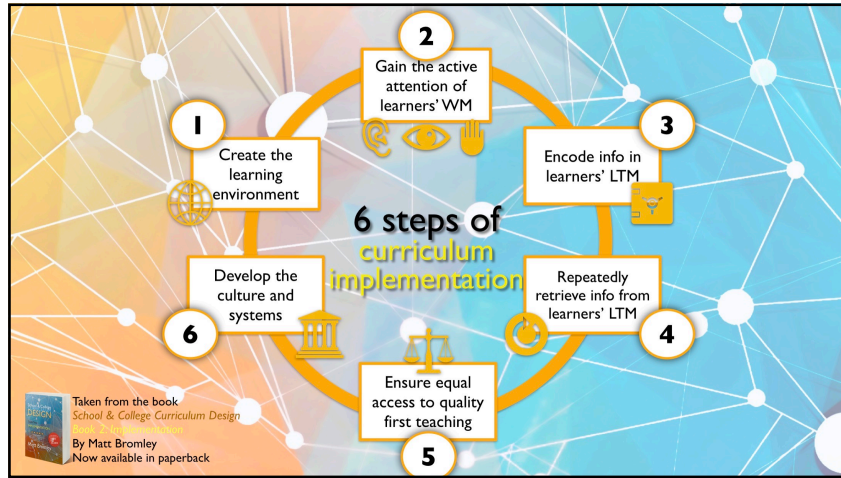 1
Create the
learning
environment
2
Gain the active
attention of
learners' WM
3
Encode info in
learners' LTM
6 steps of
curriculum
implementation
4
Repeatedly
retrieve info from
learners' LTM
5
Ensure equal
access to quality
first teaching
6
Develop the
culture and
systems
DESIGN
Taken from the book
School & College Curriculum Design
Book 2: Implementation
By Matt Bromley
Now available in paperback